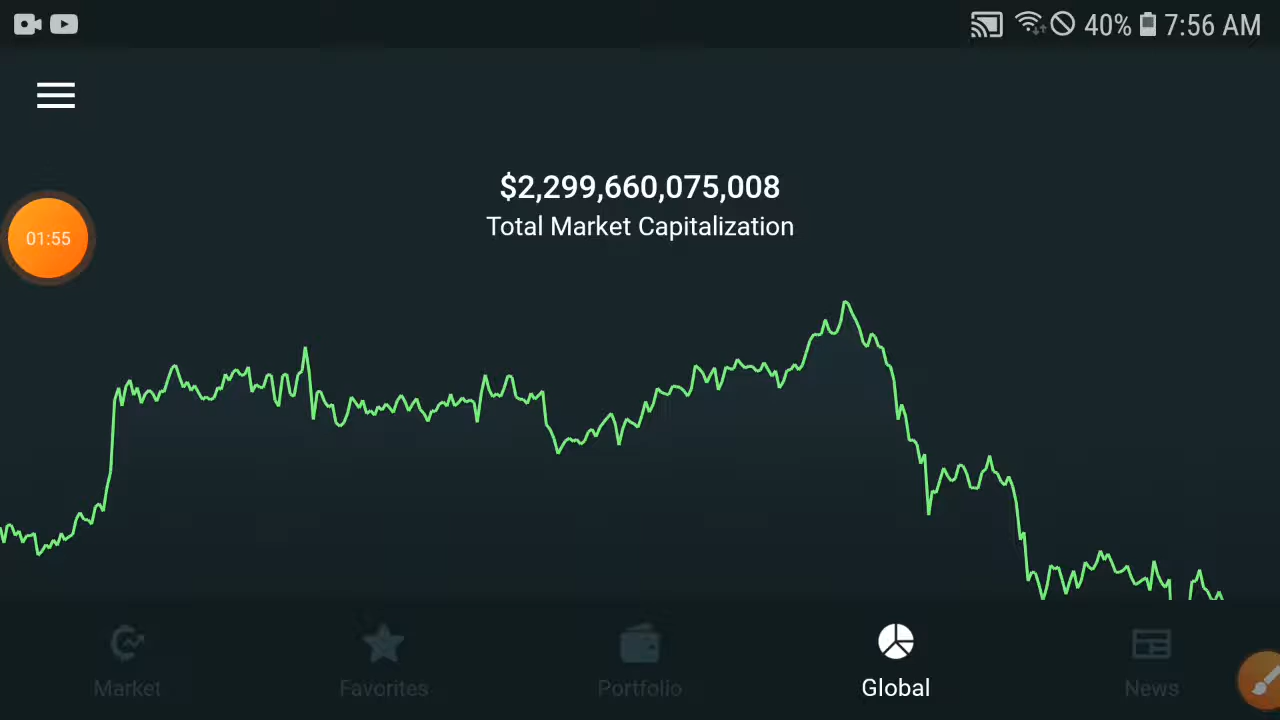 40% 7:56 AM
$2,299,660,075,008
Total Market Capitalization
01:55
Market Favorites Portfolio Global News